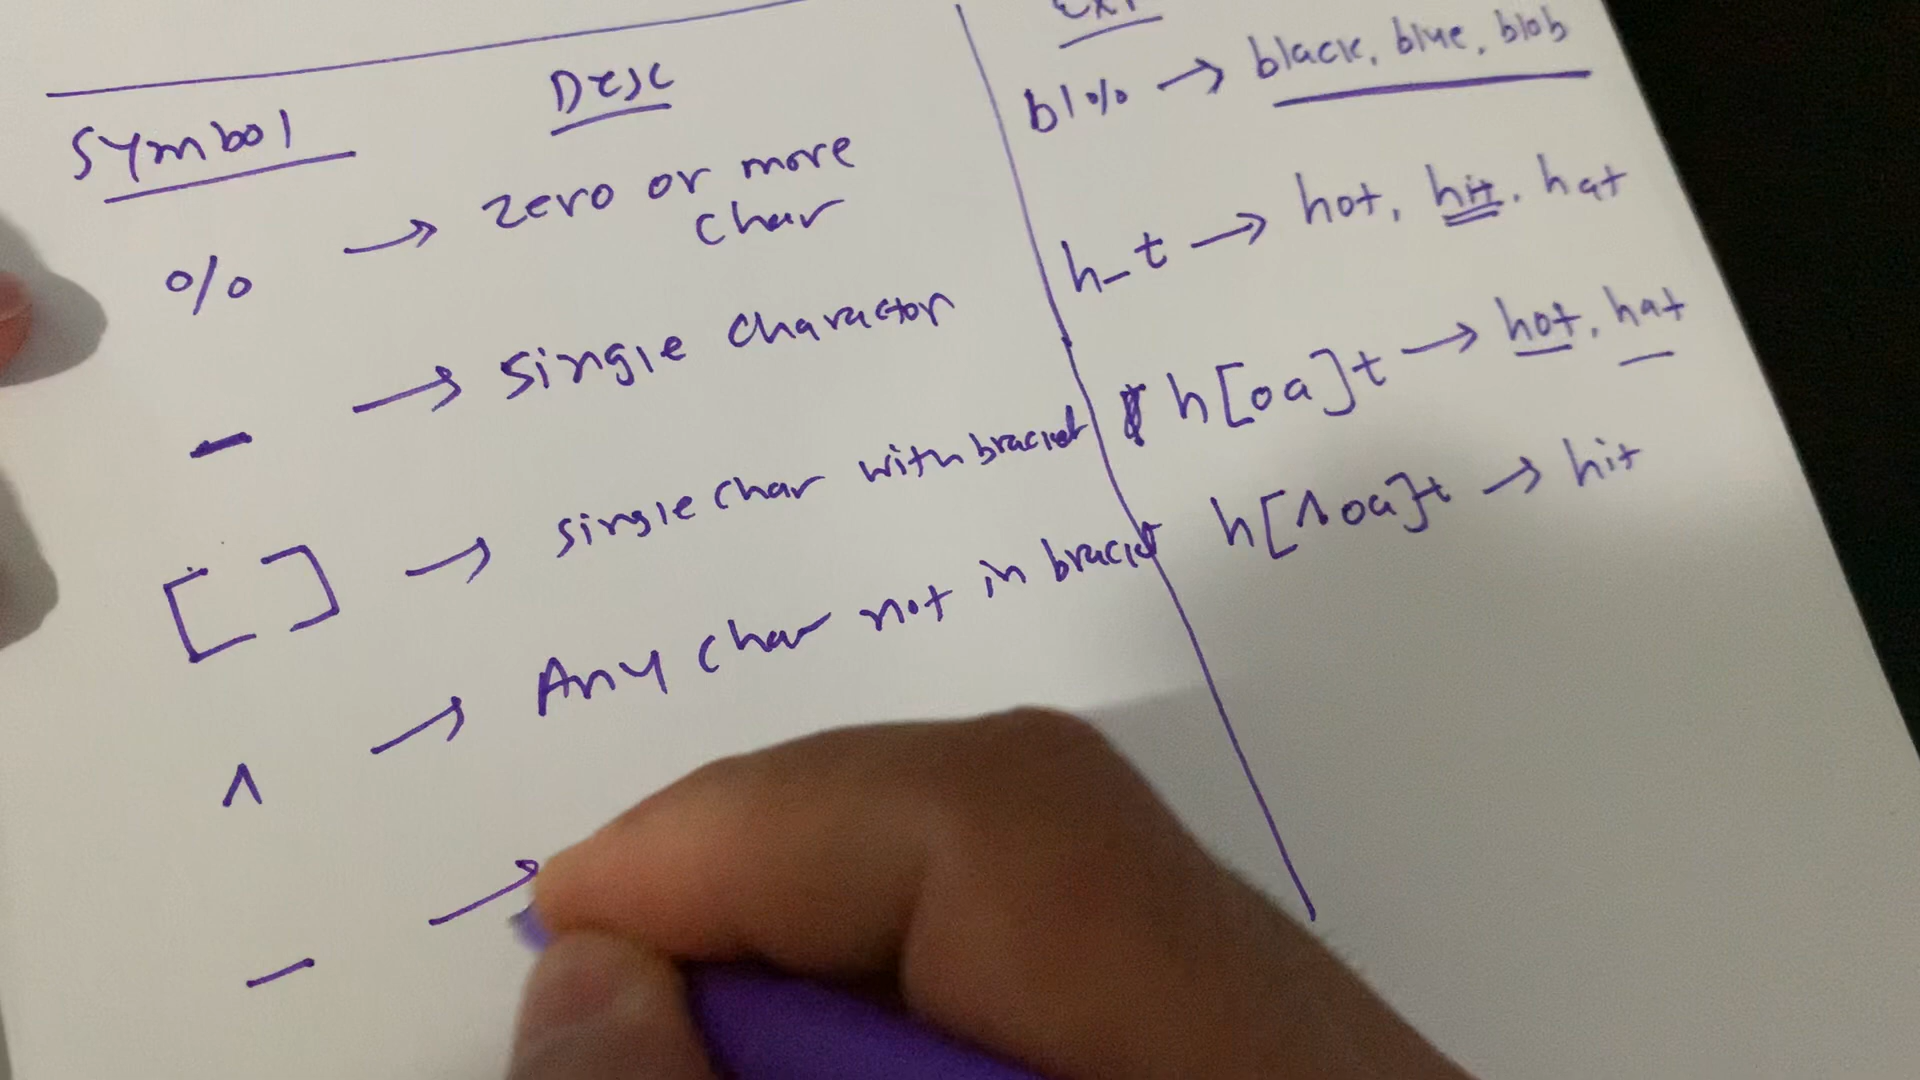 Symbol Desc
% → zero or more
char
_ → single charactor
[ ] → single char with bracket
^ → Any char not in bracket
- →
bl% → black, blue, blob
h_t → hot, hit, hat
h[oa]t → hot, hat
h[^oa]t → hit